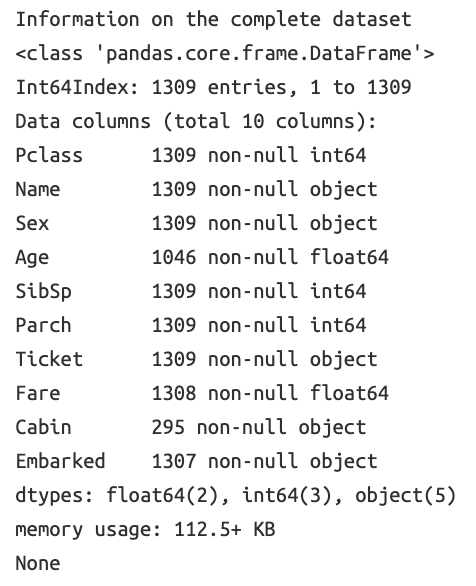 Information on the complete dataset
<class 'pandas.core.frame.DataFrame'>
Int64Index: 1309 entries, 1 to 1309
Data columns (total 10 columns):
Pclass      1309 non-null int64
Name        1309 non-null object
Sex         1309 non-null object
Age         1046 non-null float64
SibSp       1309 non-null int64
Parch       1309 non-null int64
Ticket      1309 non-null object
Fare        1308 non-null float64
Cabin       295 non-null object
Embarked    1307 non-null object
dtypes: float64(2), int64(3), object(5)
memory usage: 112.5+ KB
None